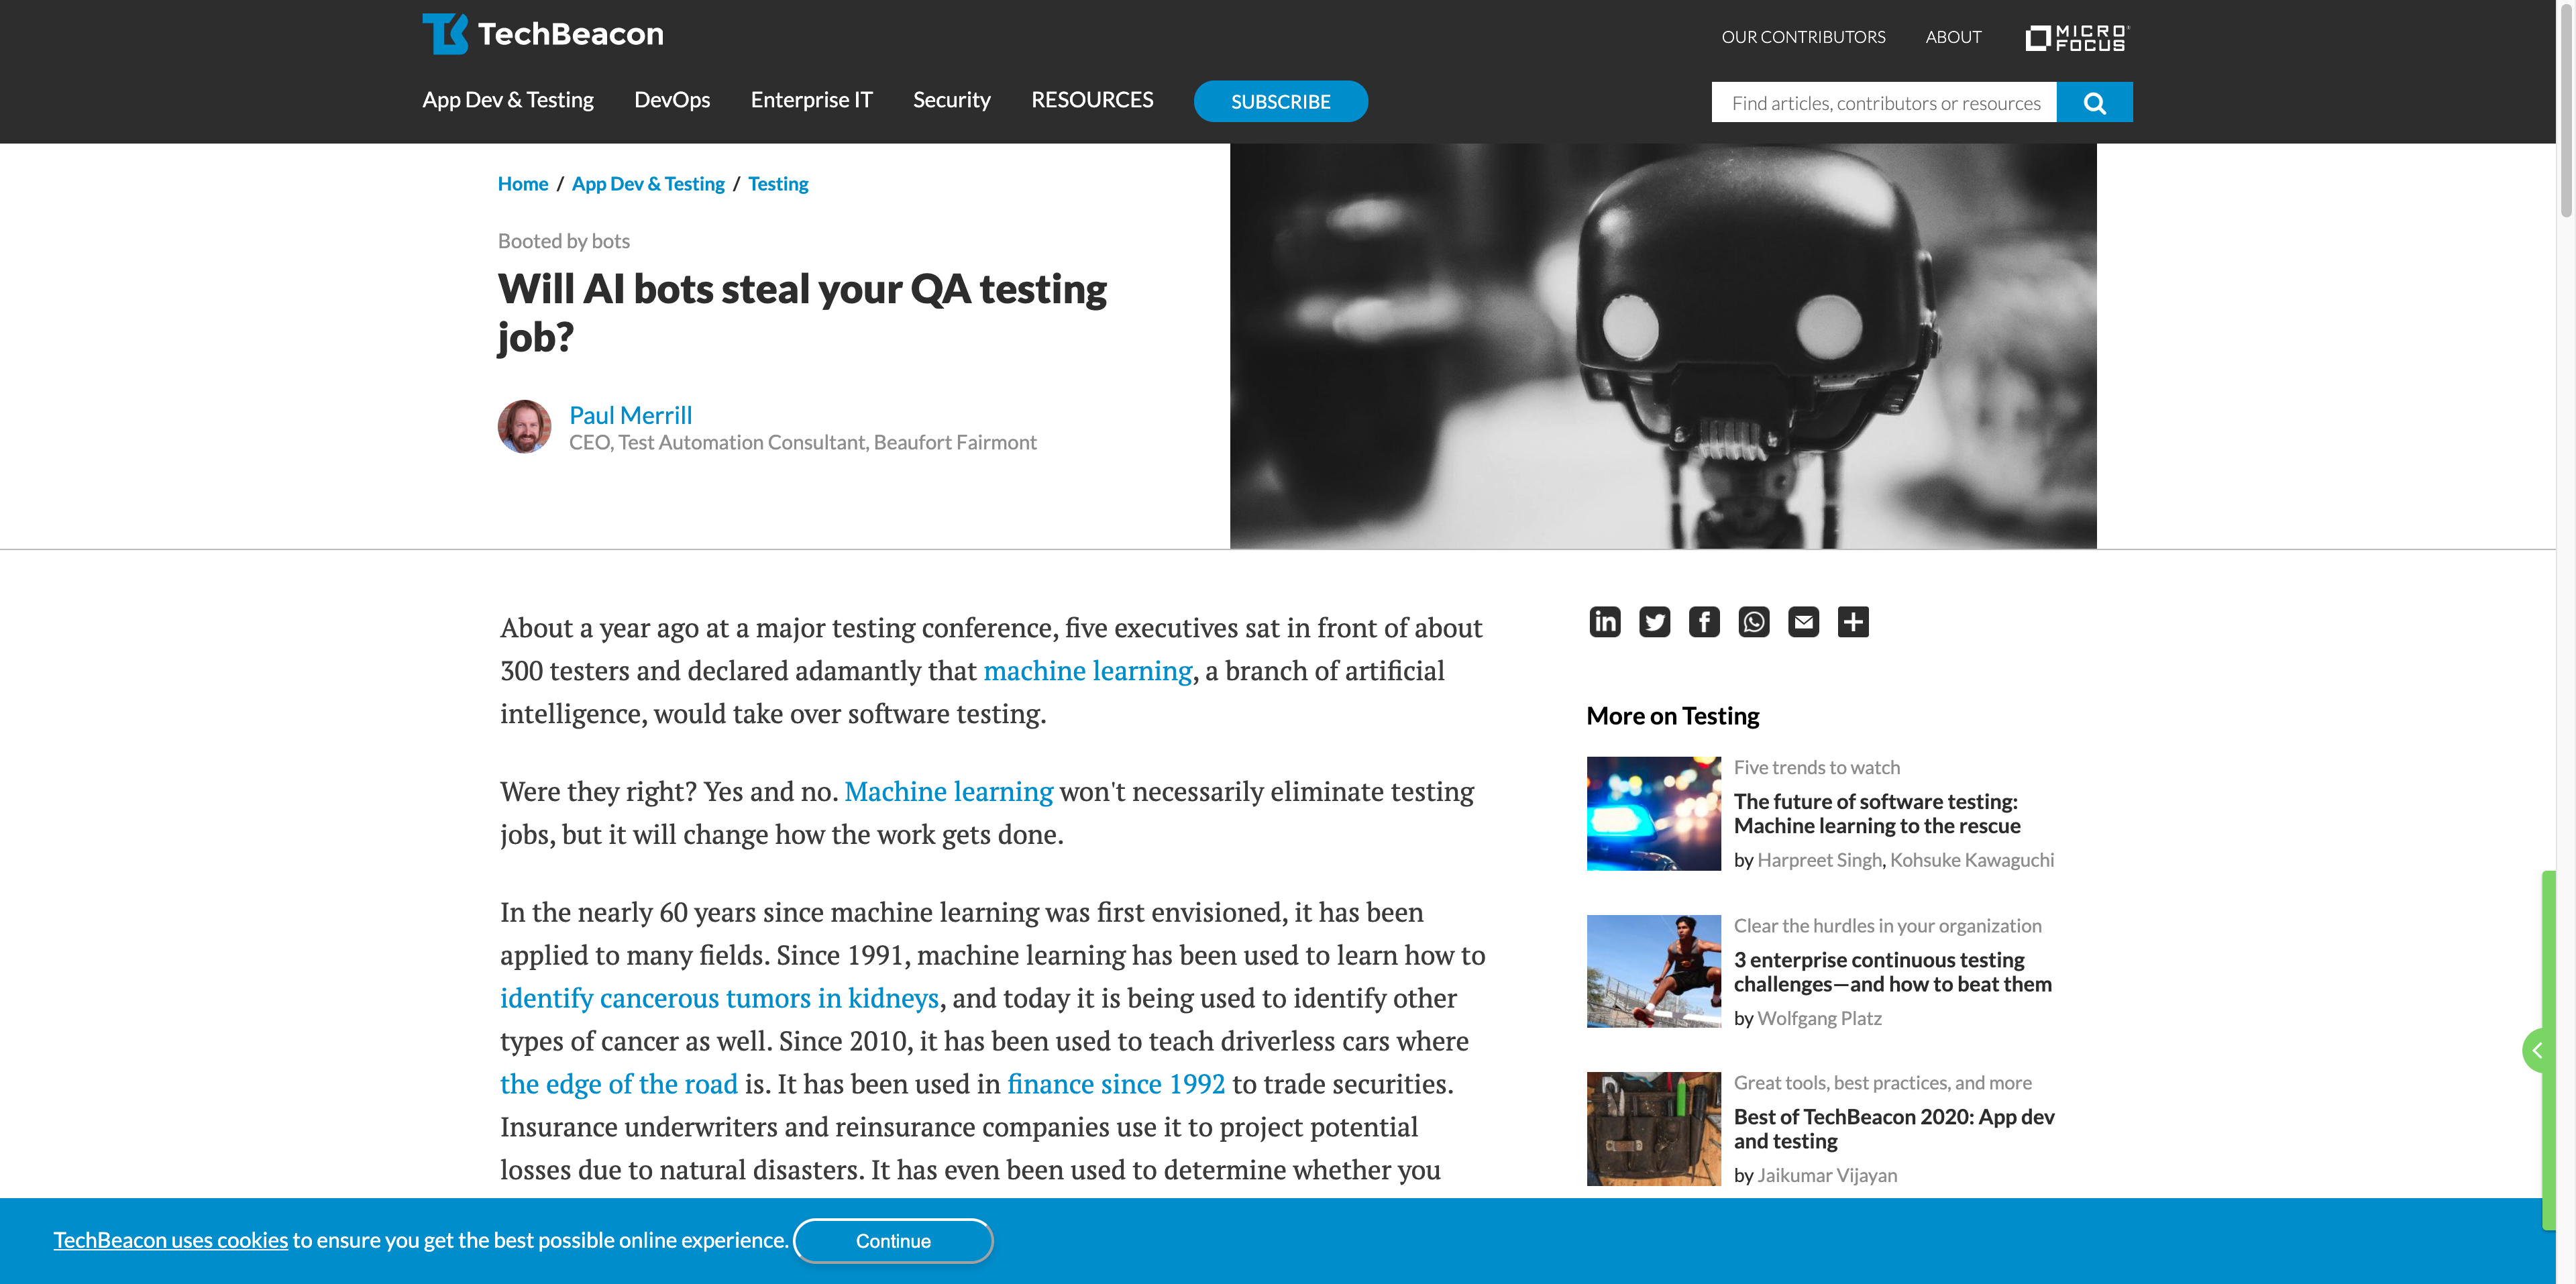 TechBeacon
OUR CONTRIBUTORS
ABOUT
MICRO
FOCUS
App Dev & Testing
DevOps
Enterprise IT
Security
RESOURCES
SUBSCRIBE
Find articles, contributors or resources
Home / App Dev & Testing / Testing
Booted by bots
Will AI bots steal your QA testing
job?
Paul Merrill
CEO, Test Automation Consultant, Beaufort Fairmont
About a year ago at a major testing conference, five executives sat in front of about
300 testers and declared adamantly that machine learning, a branch of artificial
intelligence, would take over software testing.
Were they right? Yes and no. Machine learning won't necessarily eliminate testing
jobs, but it will change how the work gets done.
In the nearly 60 years since machine learning was first envisioned, it has been
applied to many fields. Since 1991, machine learning has been used to learn how to
identify cancerous tumors in kidneys, and today it is being used to identify other
types of cancer as well. Since 2010, it has been used to teach driverless cars where
the edge of the road is. It has been used in finance since 1992 to trade securities.
Insurance underwriters and reinsurance companies use it to project potential
losses due to natural disasters. It has even been used to determine whether you
More on Testing
Five trends to watch
The future of software testing:
Machine learning to the rescue
by Harpreet Singh, Kohsuke Kawaguchi
Clear the hurdles in your organization
3 enterprise continuous testing
challenges—and how to beat them
by Wolfgang Platz
Great tools, best practices, and more
Best of TechBeacon 2020: App dev
and testing
by Jaikumar Vijayan
TechBeacon uses cookies to ensure you get the best possible online experience.
Continue